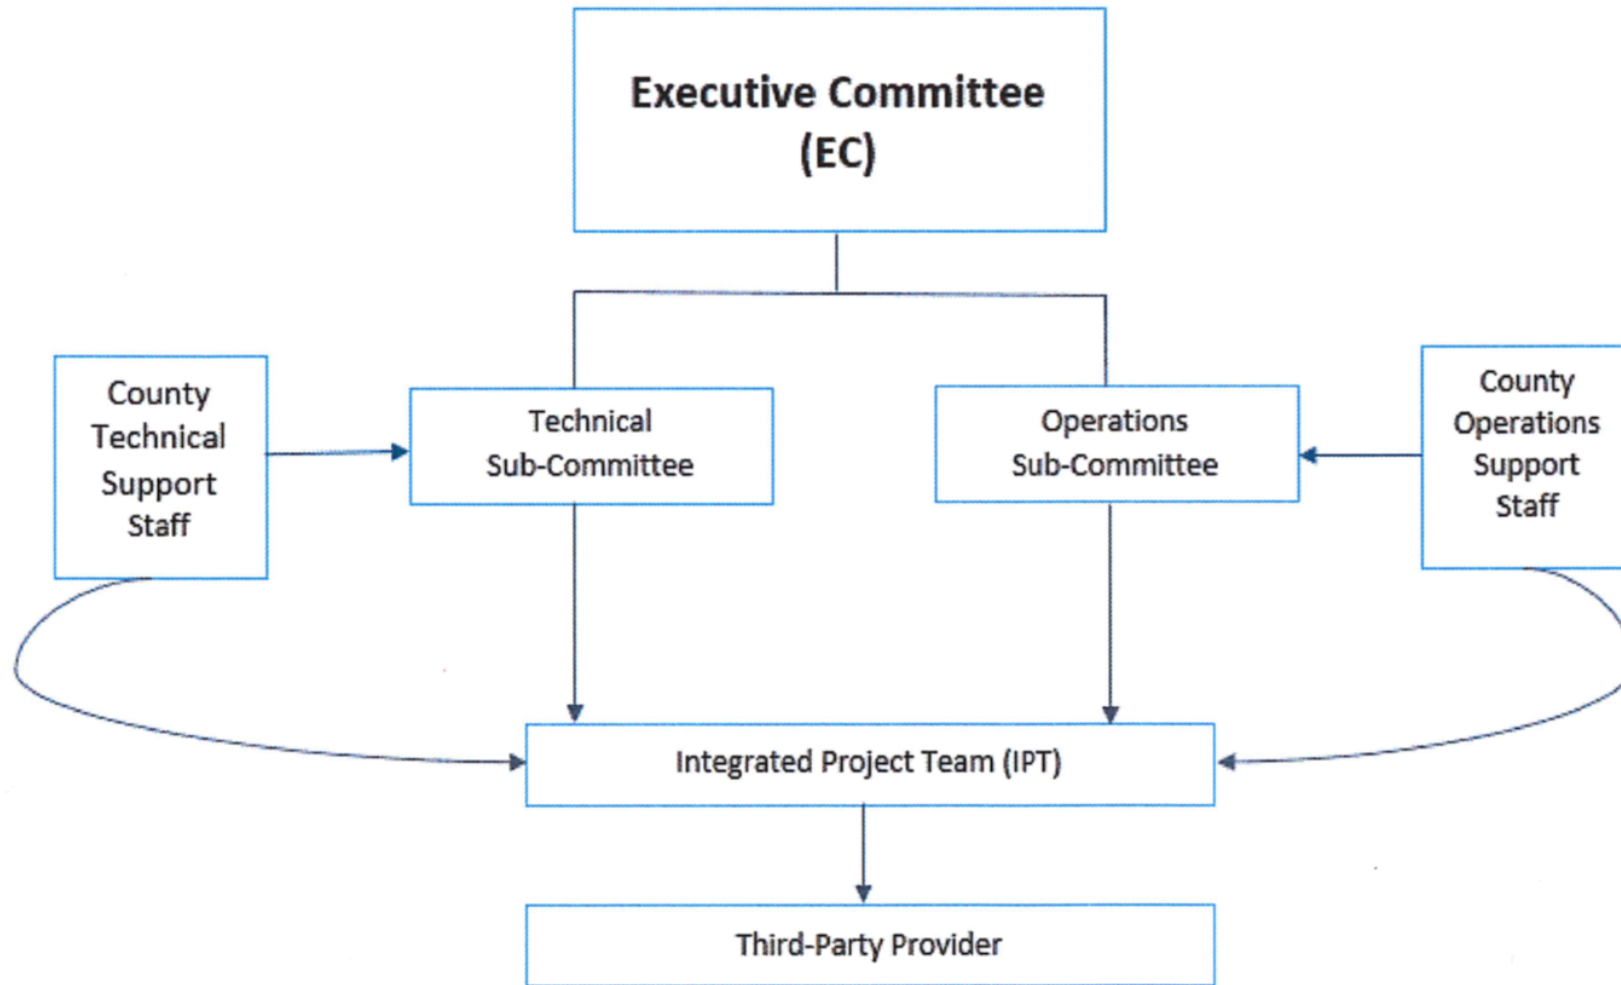 Executive Committee
(EC)
County
Technical
Support
Staff
Technical
Sub-Committee
Operations
Sub-Committee
County
Operations
Support
Staff
Integrated Project Team (IPT)
Third-Party Provider